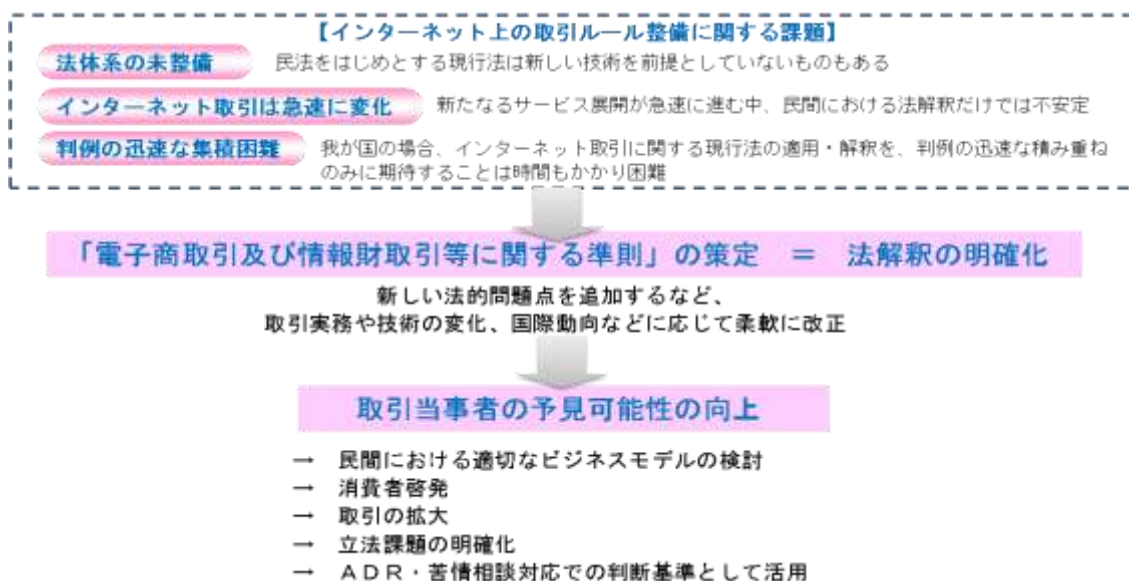 【インターネット上の取引ルール整備に関する課題】
法体系の未整備 民法をはじめとする現行法は新しい技術を前提としていないものもある
インターネット取引は急速に変化 新たなるサービス展開が急速に進む中、民間における法解釈だけでは不安定
判例の迅速な集積困難 我が国の場合、インターネット取引に関する現行法の適用・解釈を、判例の迅速な積み重ね
のみに期待することは時間もかかり困難
「電子商取引及び情報財取引等に関する準則」の策定 = 法解釈の明確化
新しい法的問題点を追加するなど、
取引実務や技術の変化、国際動向などに応じて柔軟に改正
取引当事者の予見可能性の向上
→ 民間における適切なビジネスモデルの検討
→ 消費者啓発
→ 取引の拡大
→ 立法課題の明確化
→ ADR・苦情相談対応での判断基準として活用